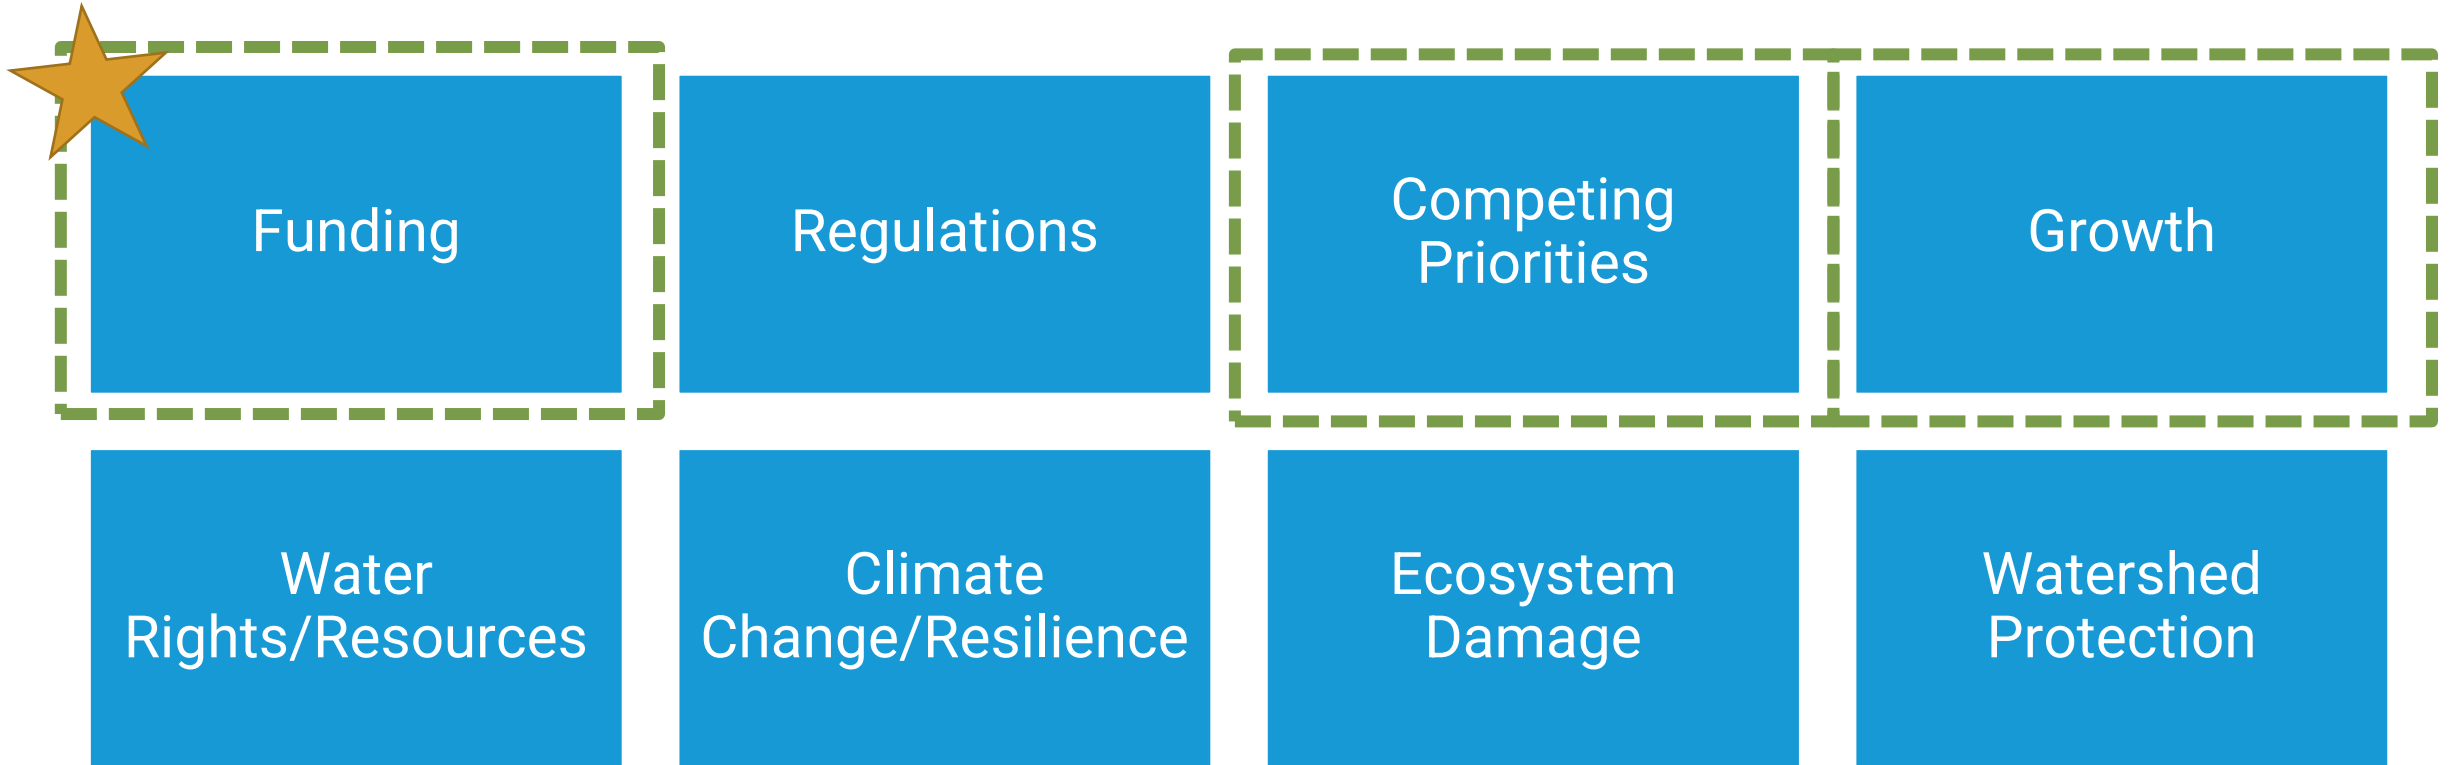 Funding
Regulations
Competing
Priorities
Growth
Water
Rights/Resources
Climate
Change/Resilience
Ecosystem
Damage
Watershed
Protection